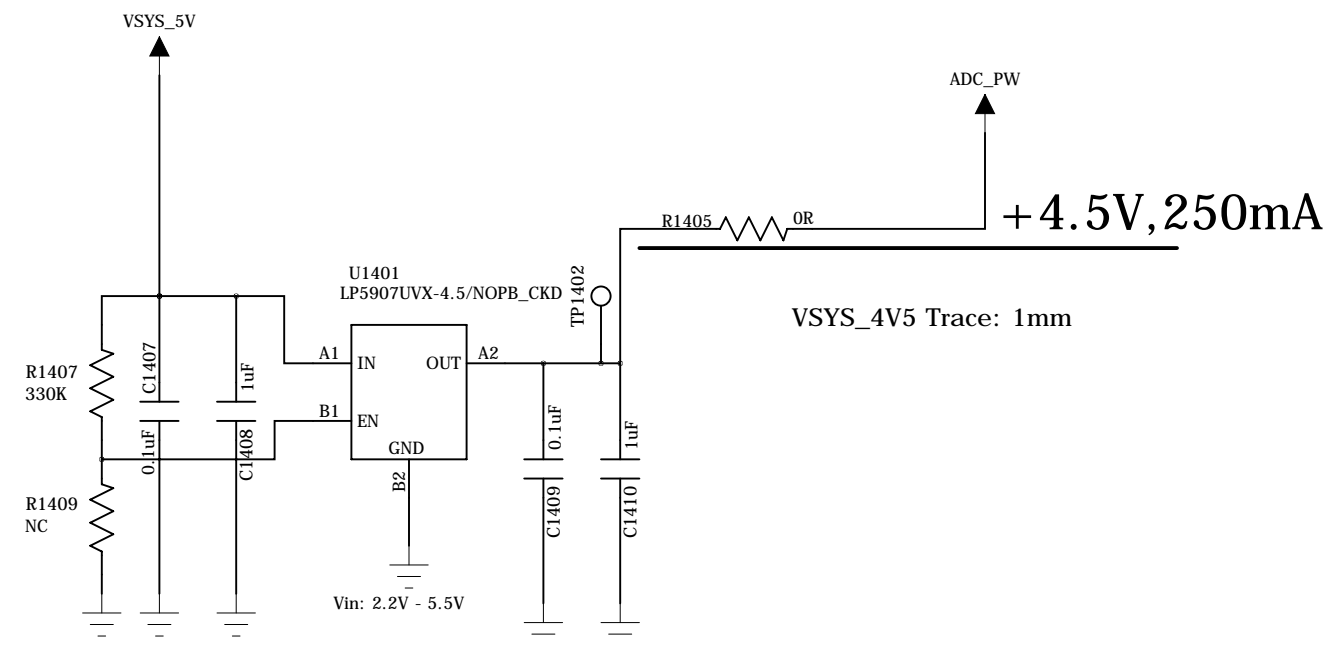 VSYS_5V
ADC_PW
+4.5V,250mA
R1405
0R
U1401
LP5907UVX-4.5/NOPB_CKD
TP1402
VSYS_4V5 Trace: 1mm
R1407
330K
C1407
0.1uF
1uF
C1408
A1
IN
OUT
A2
B1
EN
GND
B2
0.1uF
C1409
1uF
C1410
R1409
NC
Vin: 2.2V - 5.5V